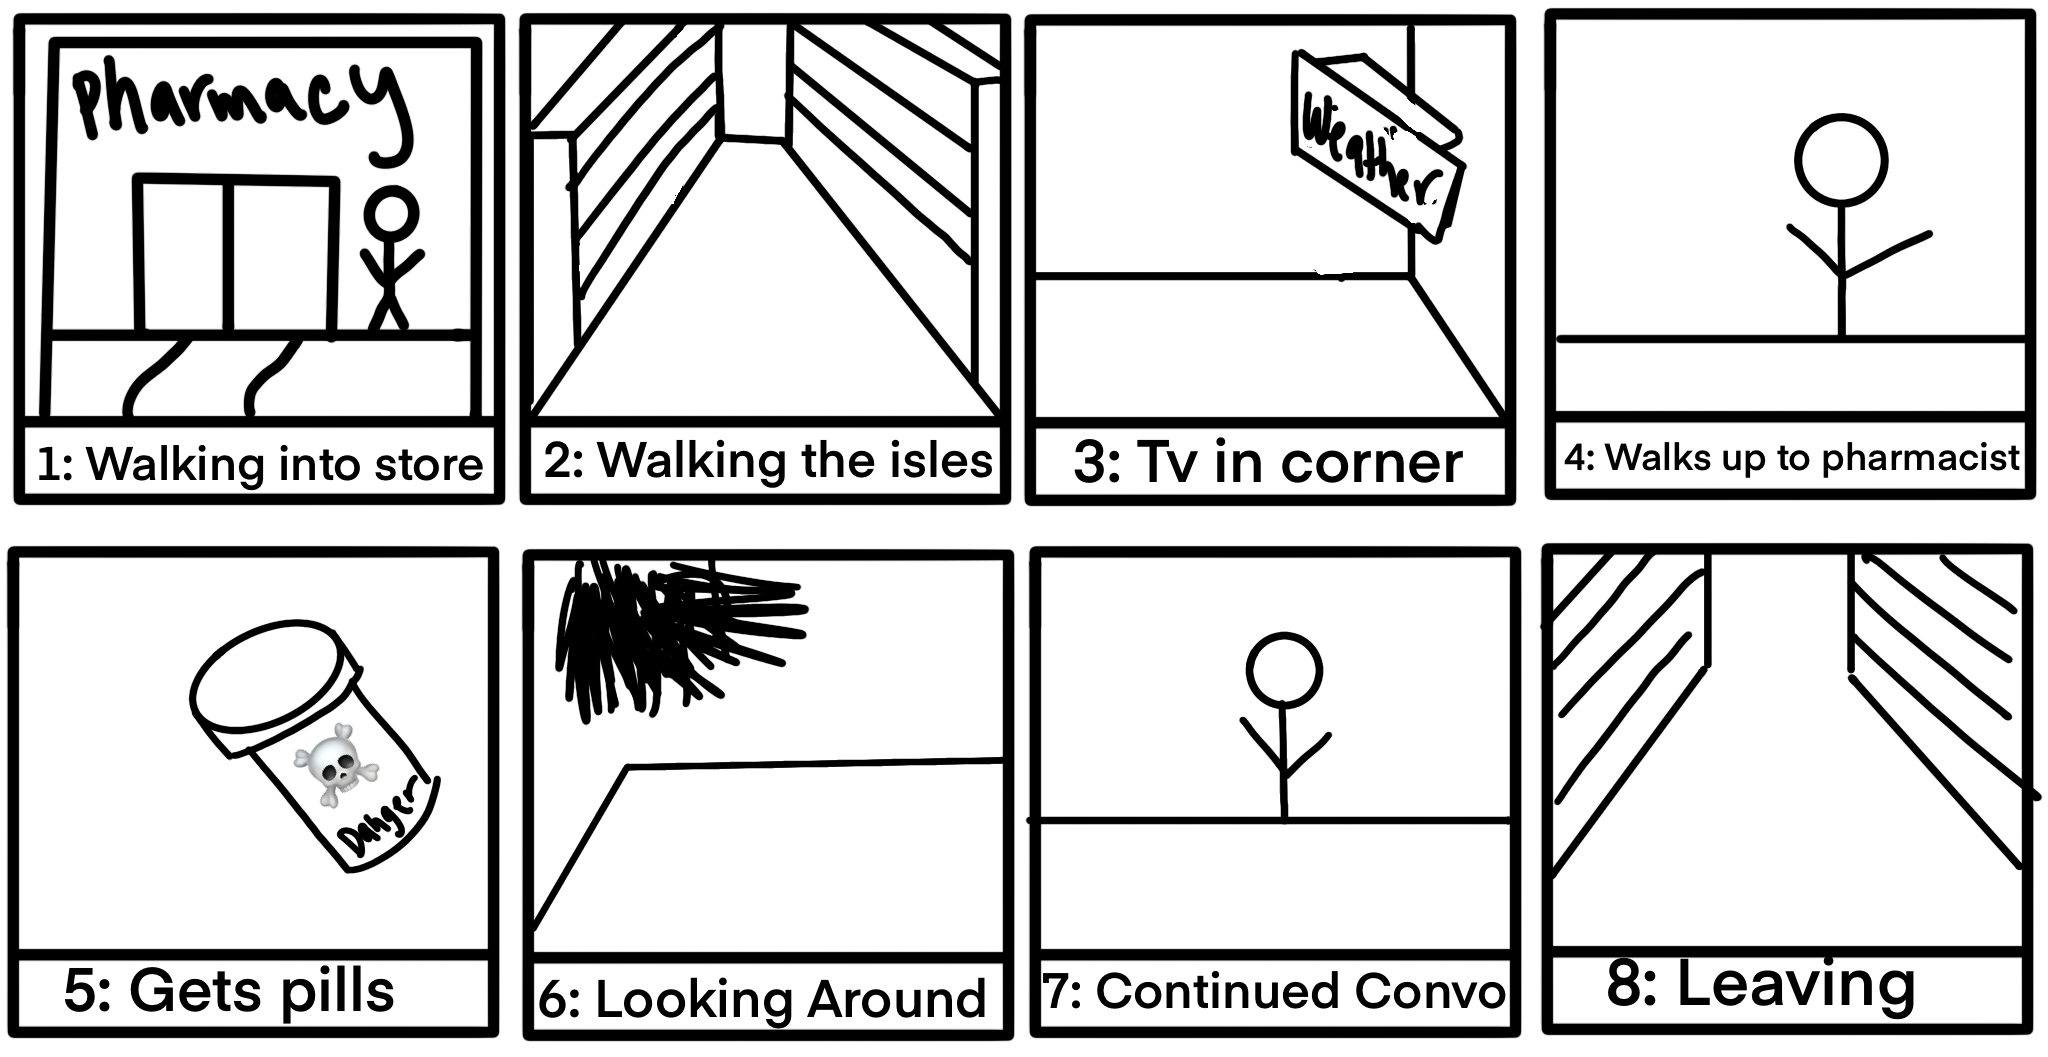 Pharmacy
1: Walking into store
2: Walking the isles
Weather
3: Tv in corner
4: Walks up to pharmacist
Danger
5: Gets pills
6: Looking Around
7: Continued Convo
8: Leaving